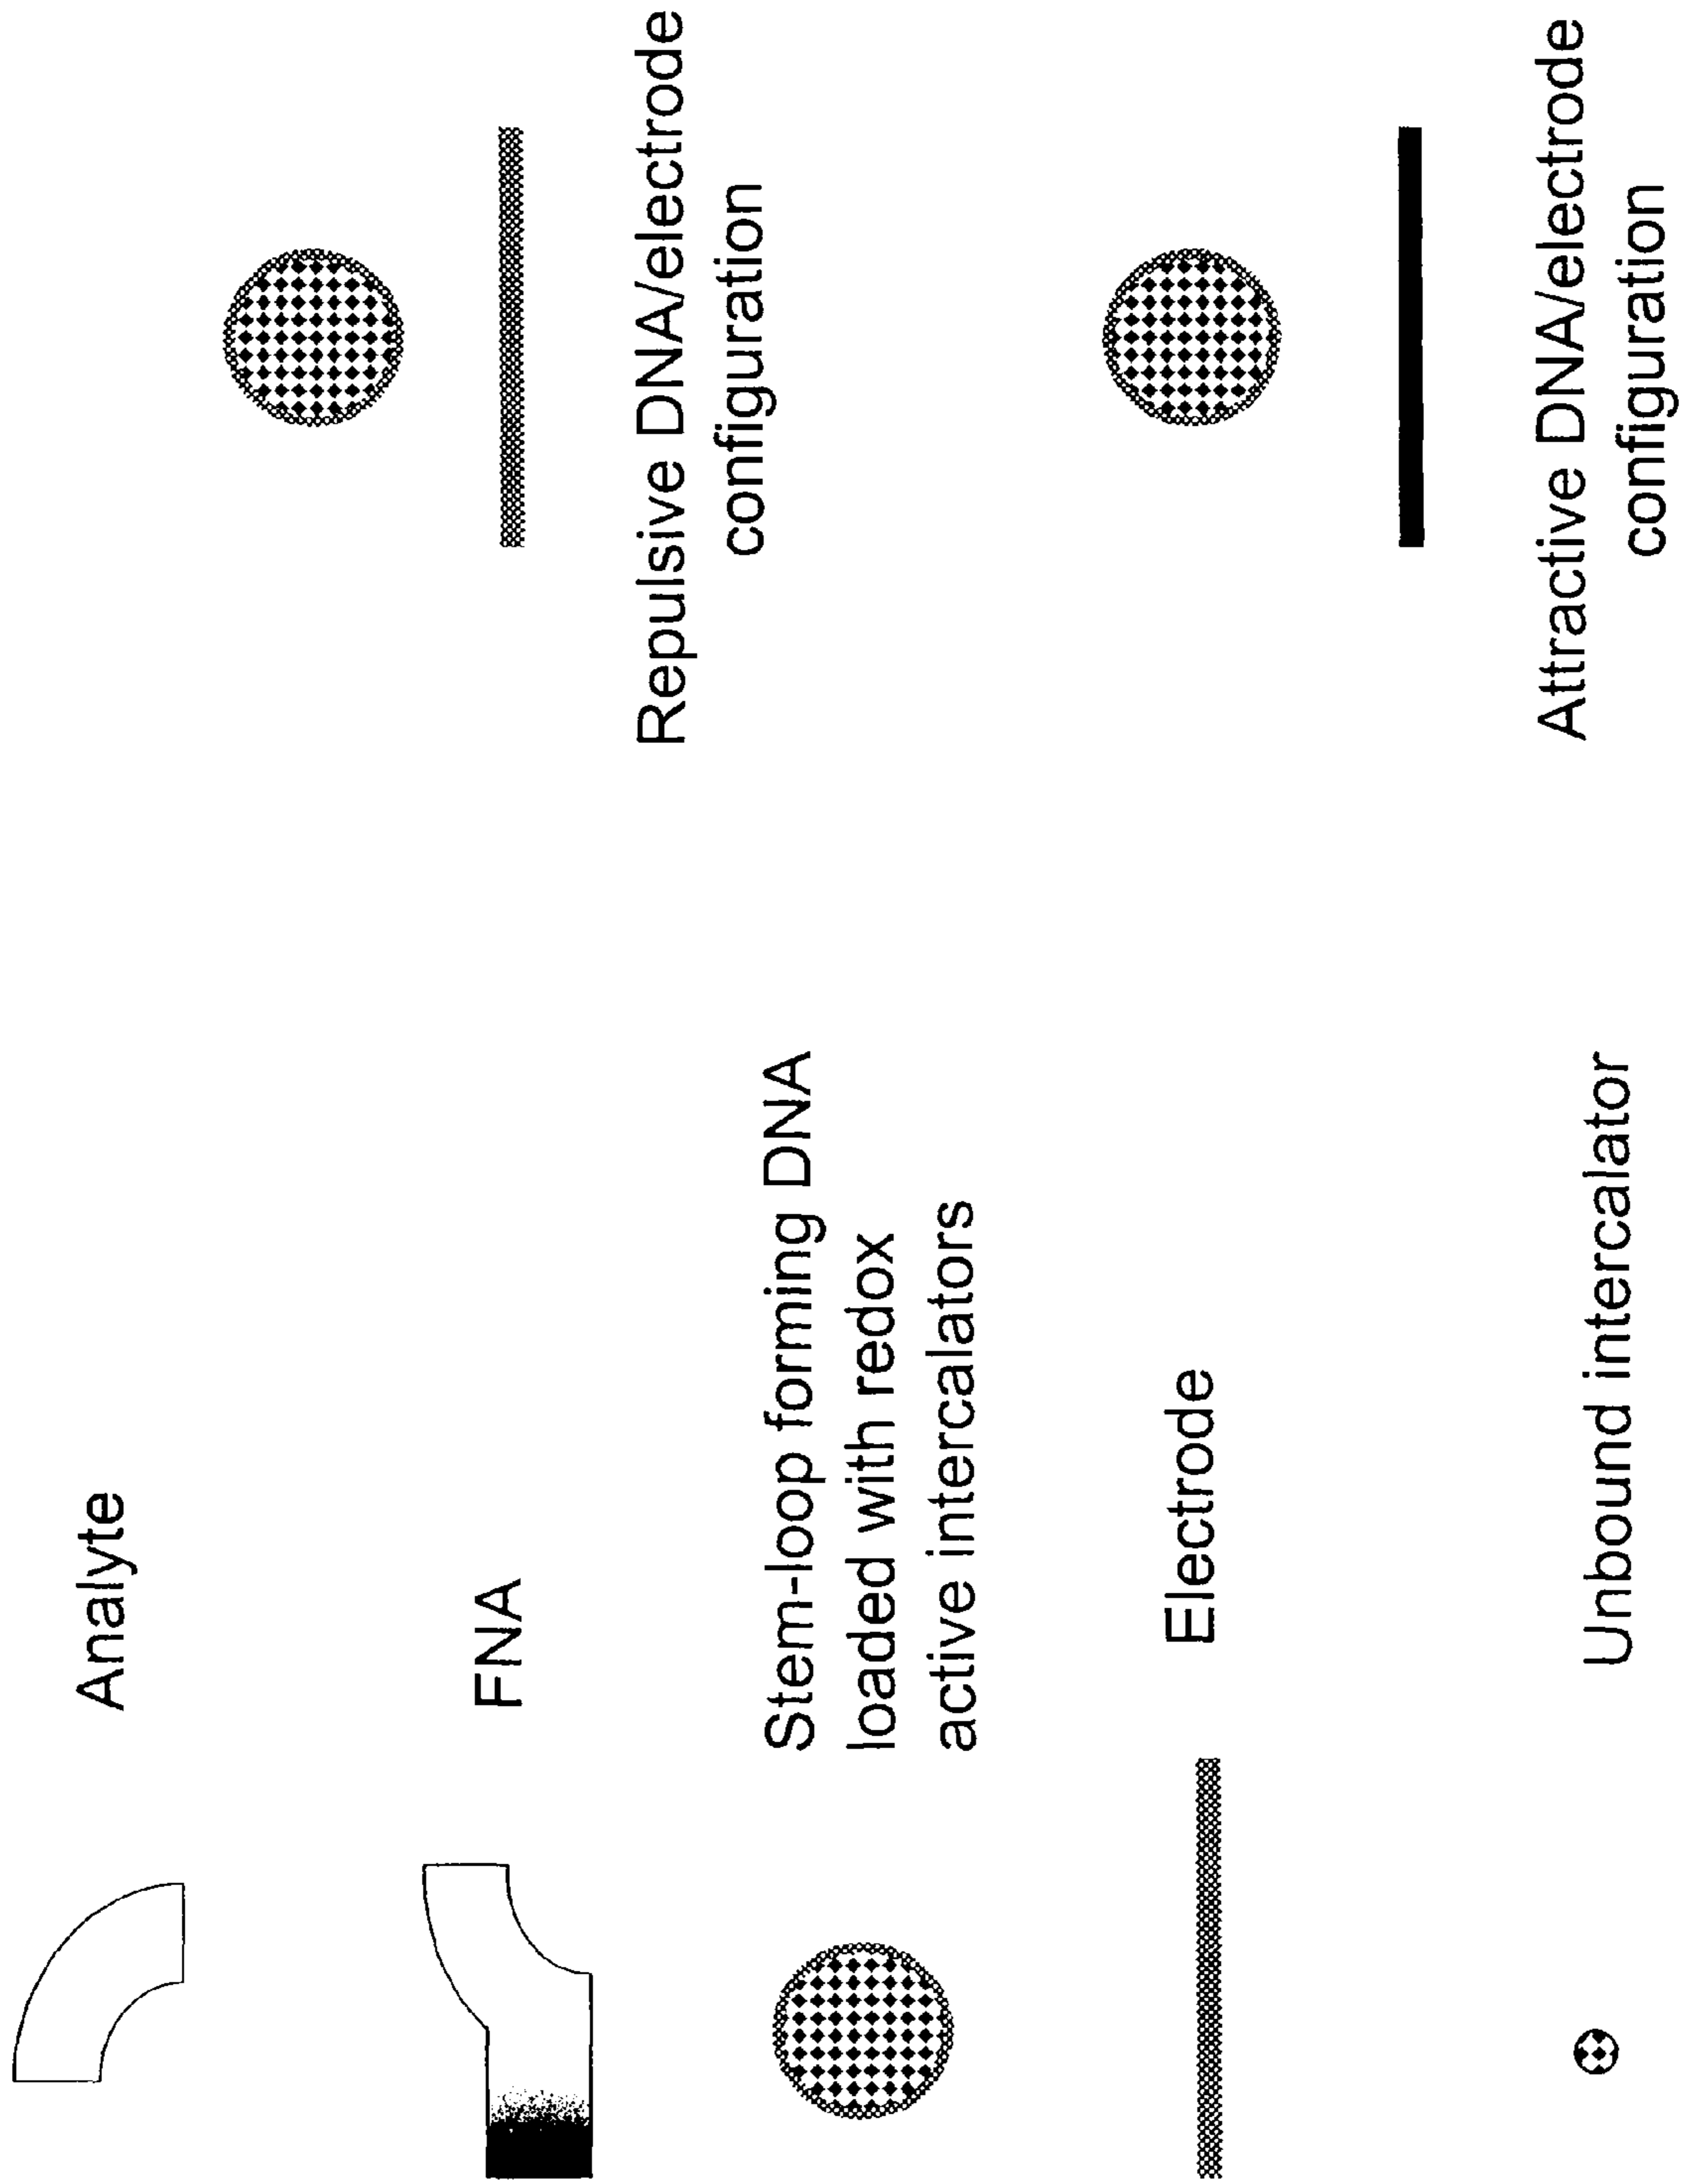 Analyte
FNA
Stem-loop forming DNA
loaded with redox
active intercalators
Electrode
Unbound intercalator
Repulsive DNA/electrode
configuration
Attractive DNA/electrode
configuration